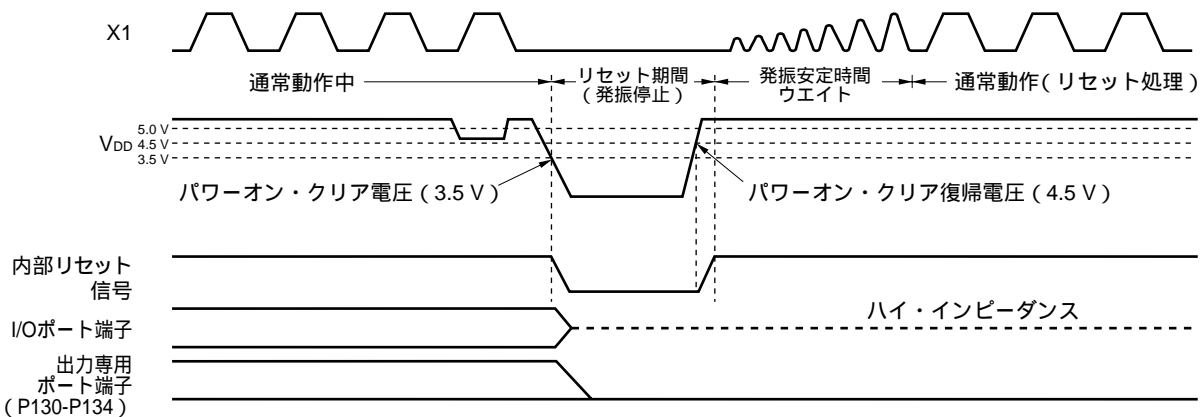 X1
通常動作中
リセット期間
（発振停止）
発振安定時間
ウエイト
通常動作（リセット処理）
5.0 V
VDD 4.5 V
3.5 V
パワーオン・クリア電圧（3.5 V）
パワーオン・クリア復帰電圧（4.5 V）
内部リセット
信号
ハイ・インピーダンス
I/Oポート端子
出力専用
ポート端子
（P130-P134）